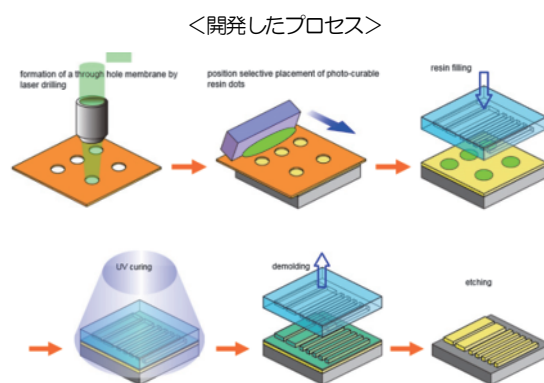 ＜開発したプロセス＞
formation of a through hole membrane by
laser drilling
position selective placement of photo-curable
resin dots
resin filling
UV curing
demolding
etching